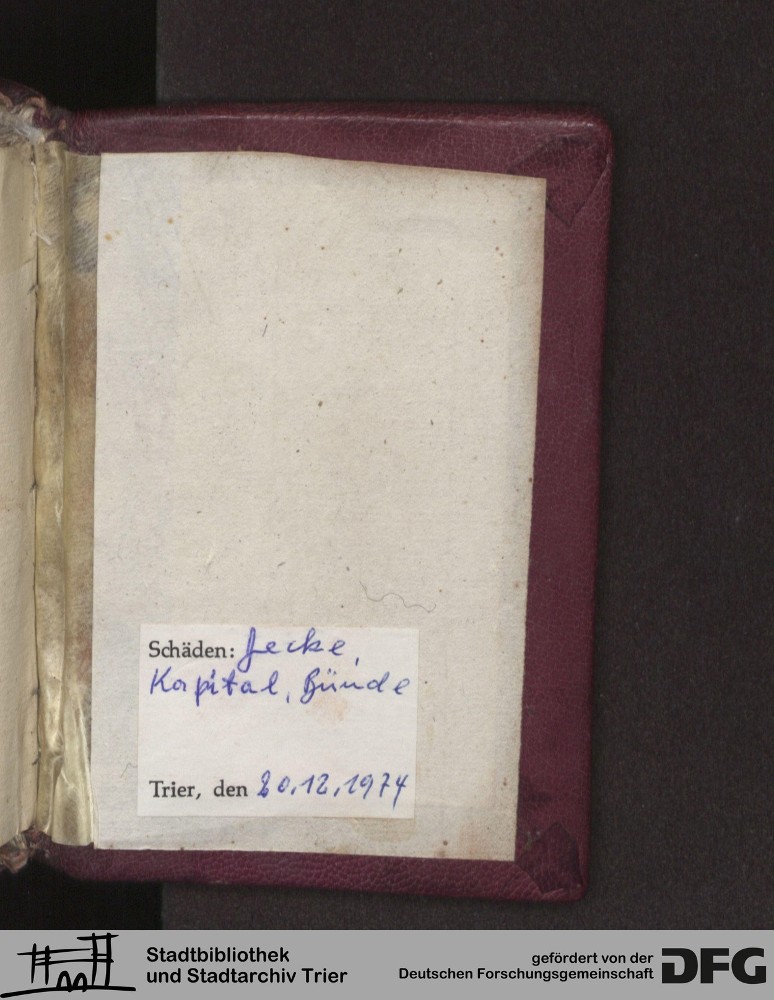 Schäden: Decke,
Kapital, Bünde
Trier, den 20.12.1974
Stadtbibliothek
und Stadtarchiv Trier
gefördert von der
Deutschen Forschungsgemeinschaft
DFG